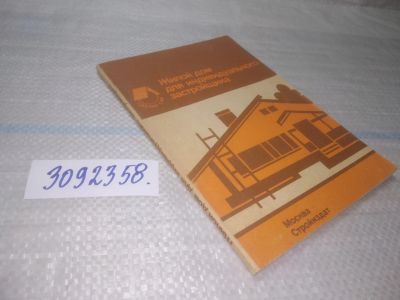 Жилой дом
для индивидуального
застройщика
3092358.
Москва
Стройиздат